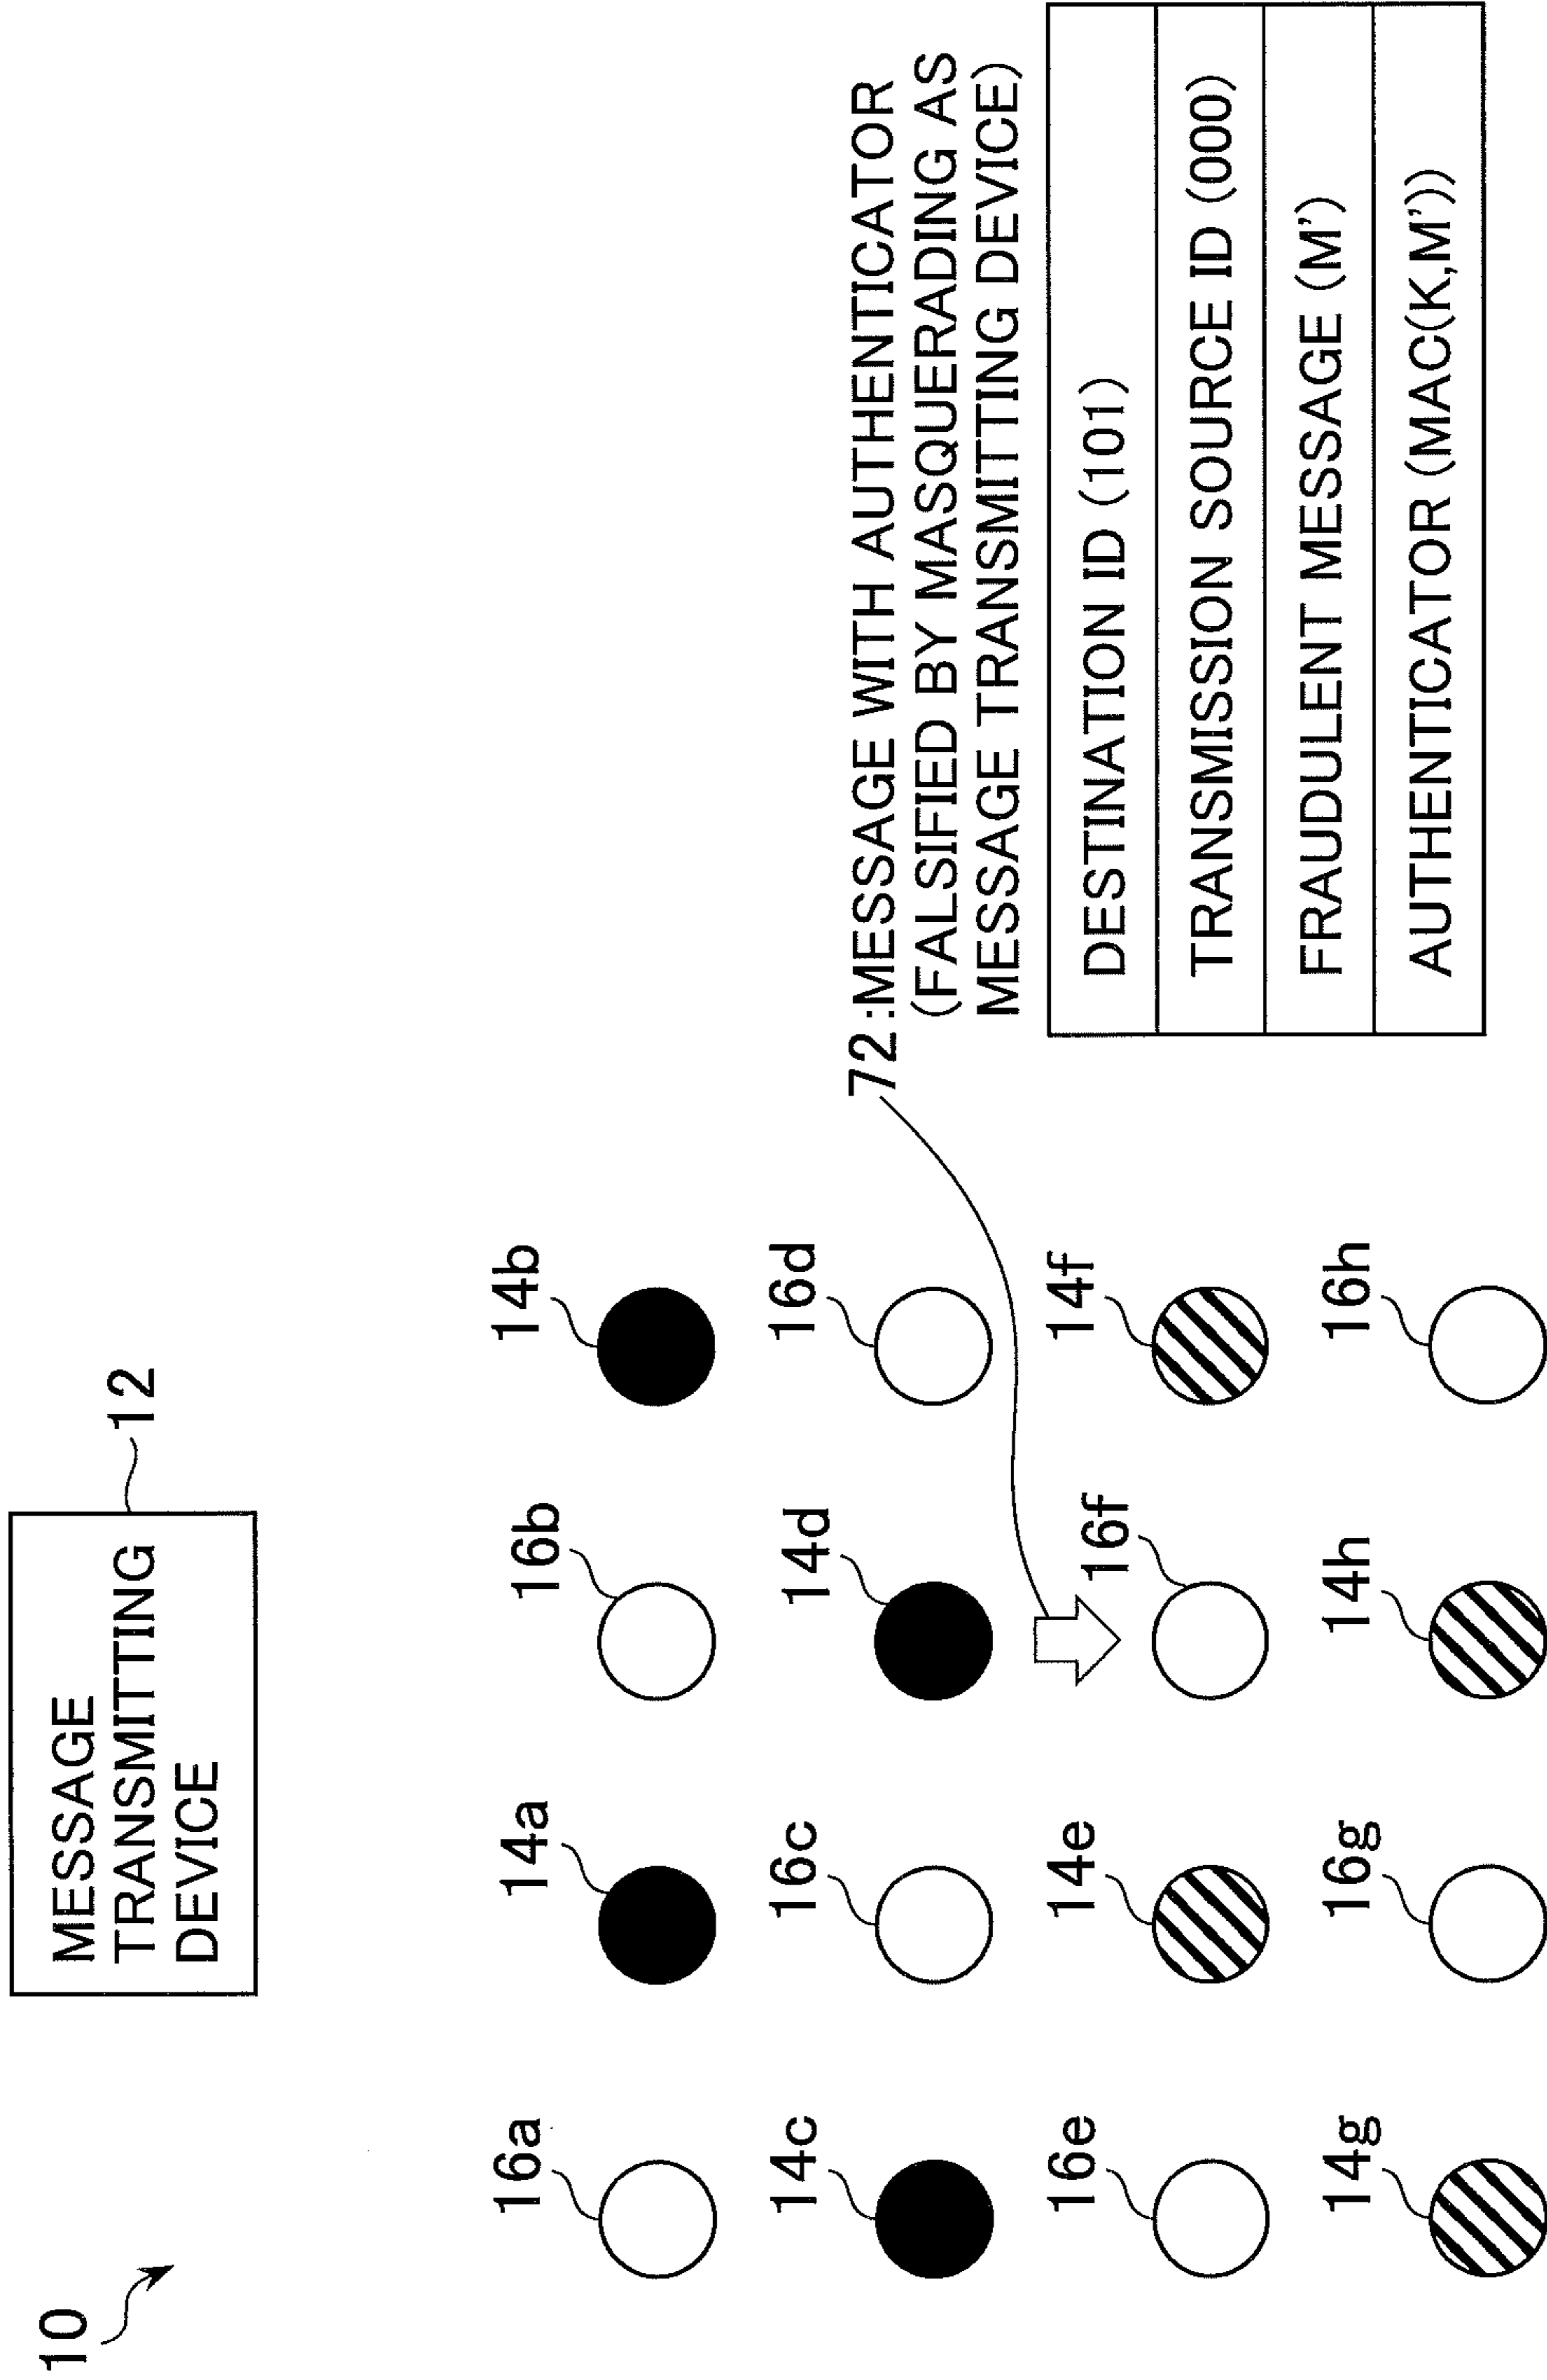 10
MESSAGE
TRANSMITTING
DEVICE
12
16a
14a
16b
14b
14c
16c
14d
16d
16e
14e
16f
14f
14g
16g
14h
16h
72 :MESSAGE WITH AUTHENTICATOR
(FALSIFIED BY MASQUERADING AS
MESSAGE TRANSMITTING DEVICE)
DESTINATION ID (101)
TRANSMISSION SOURCE ID (000)
FRAUDULENT MESSAGE (M')
AUTHENTICATOR (MAC(K,M'))